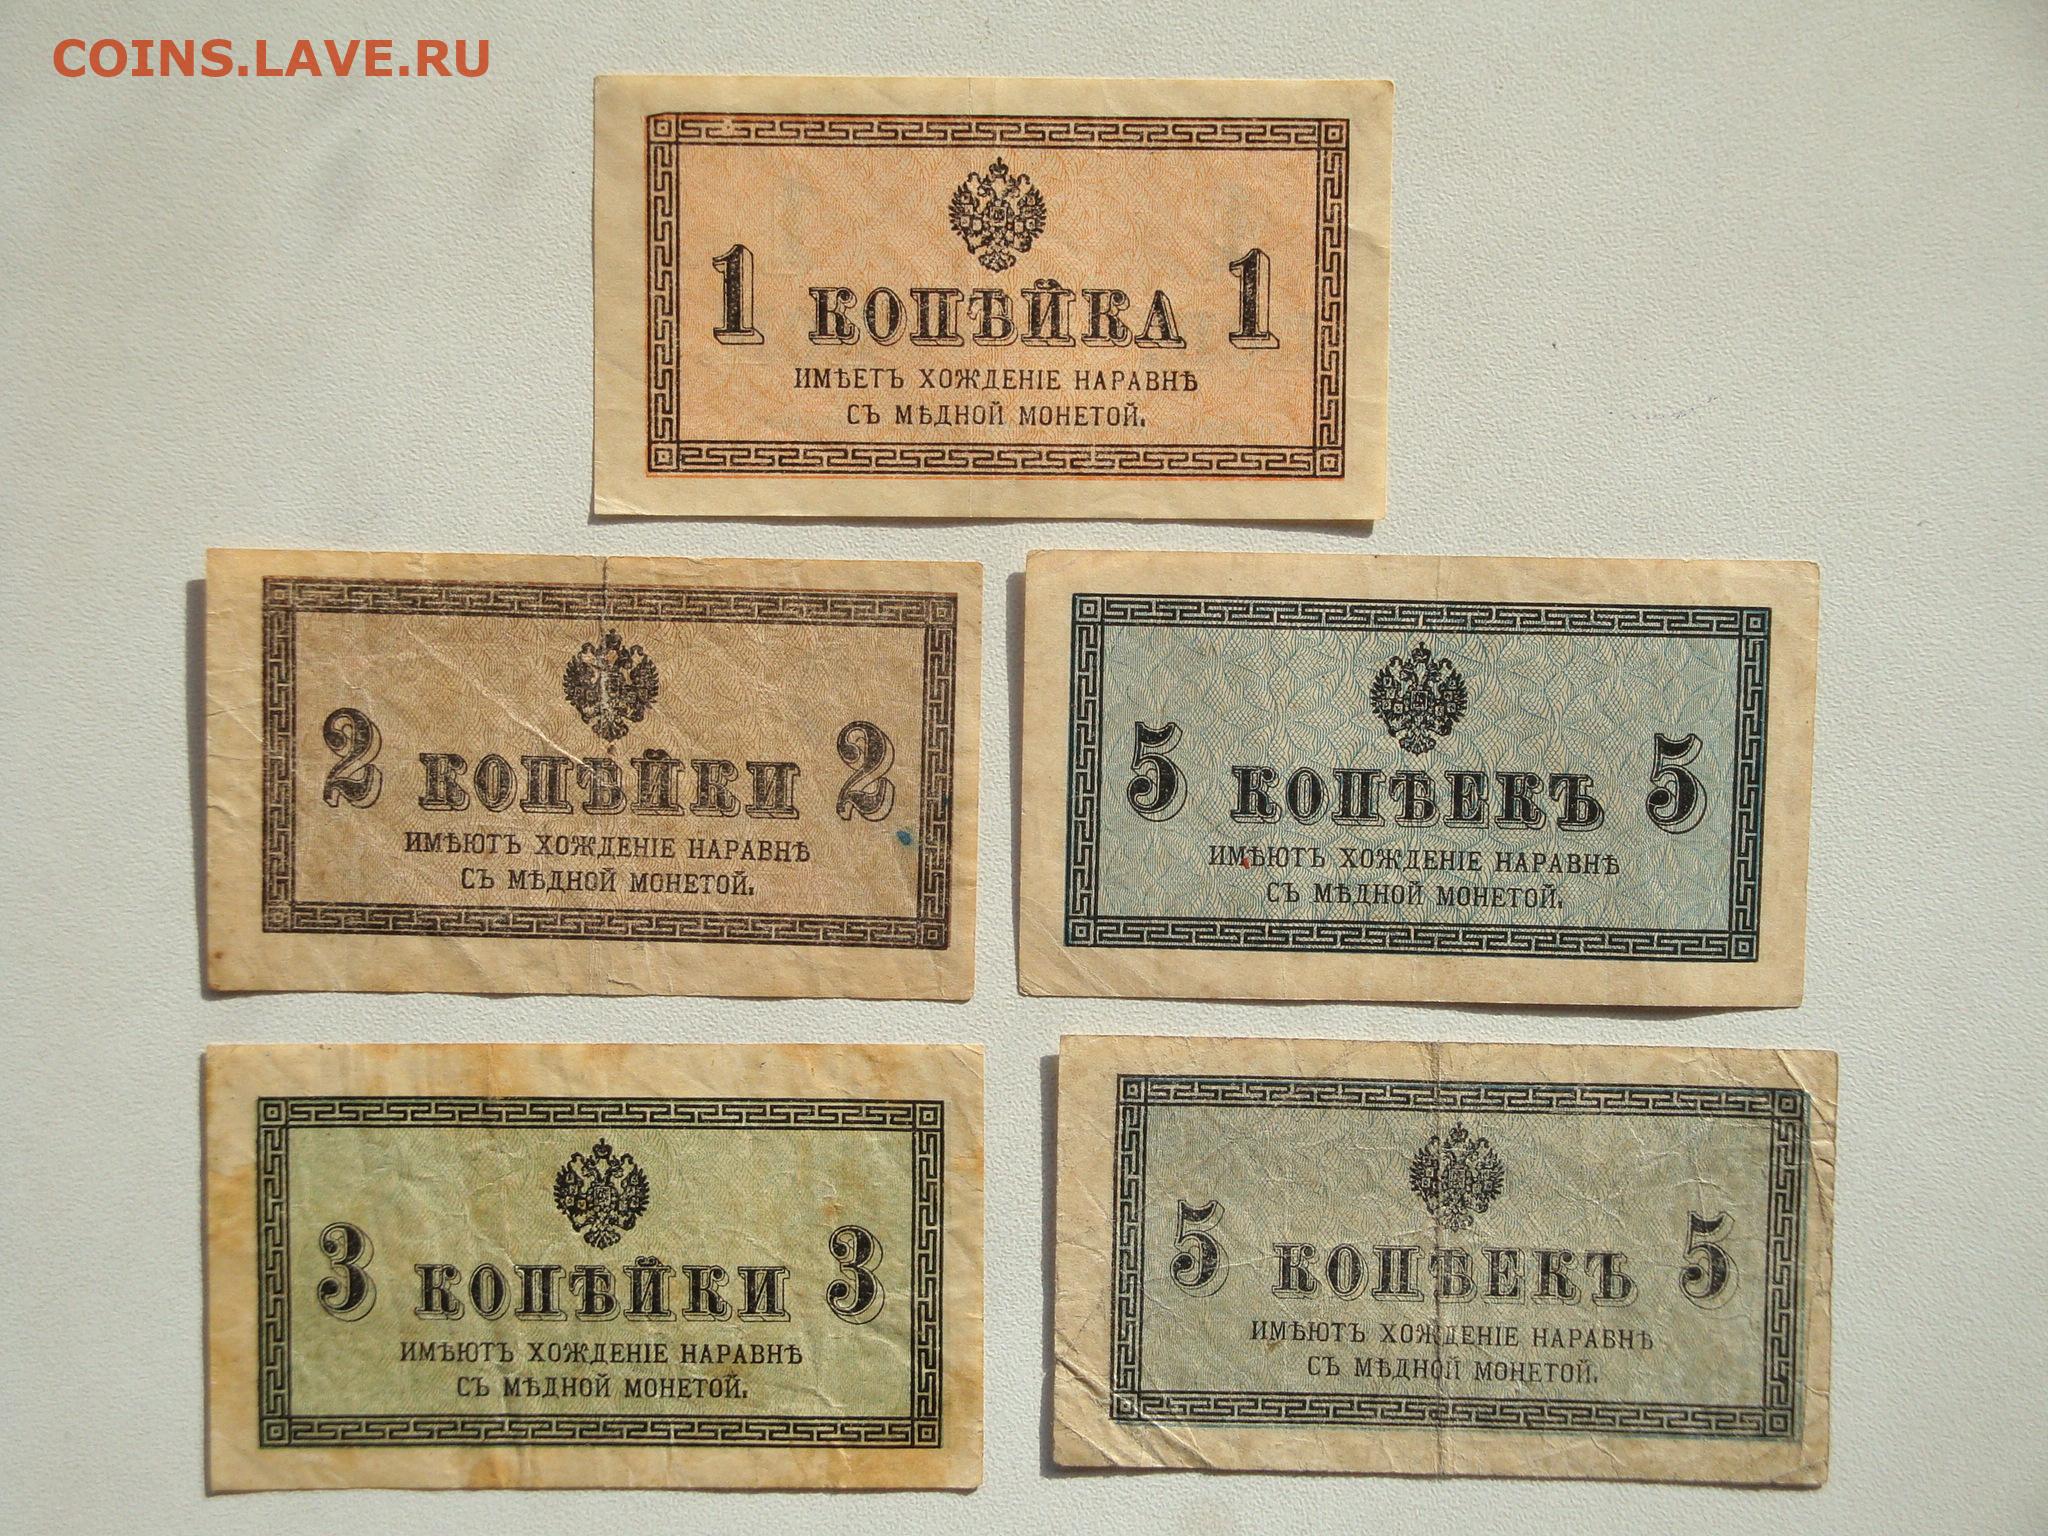 COINS.LAVE.RU
1 КОПѢЙКА 1
ИМѢЕТЪ ХОЖДЕНІЕ НАРАВНѢ
СЪ МѢДНОЙ МОНЕТОЙ.
2 КОПѢЙКИ 2
ИМѢЮТЪ ХОЖДЕНІЕ НАРАВНѢ
СЪ МѢДНОЙ МОНЕТОЙ.
5 КОПѢЕКЪ 5
ИМѢЮТЪ ХОЖДЕНІЕ НАРАВНѢ
СЪ МѢДНОЙ МОНЕТОЙ.
3 КОПѢЙКИ 3
ИМѢЮТЪ ХОЖДЕНІЕ НАРАВНѢ
СЪ МѢДНОЙ МОНЕТОЙ.
5 КОПѢЕКЪ 5
ИМѢЮТЪ ХОЖДЕНІЕ НАРАВНѢ
СЪ МѢДНОЙ МОНЕТОЙ.